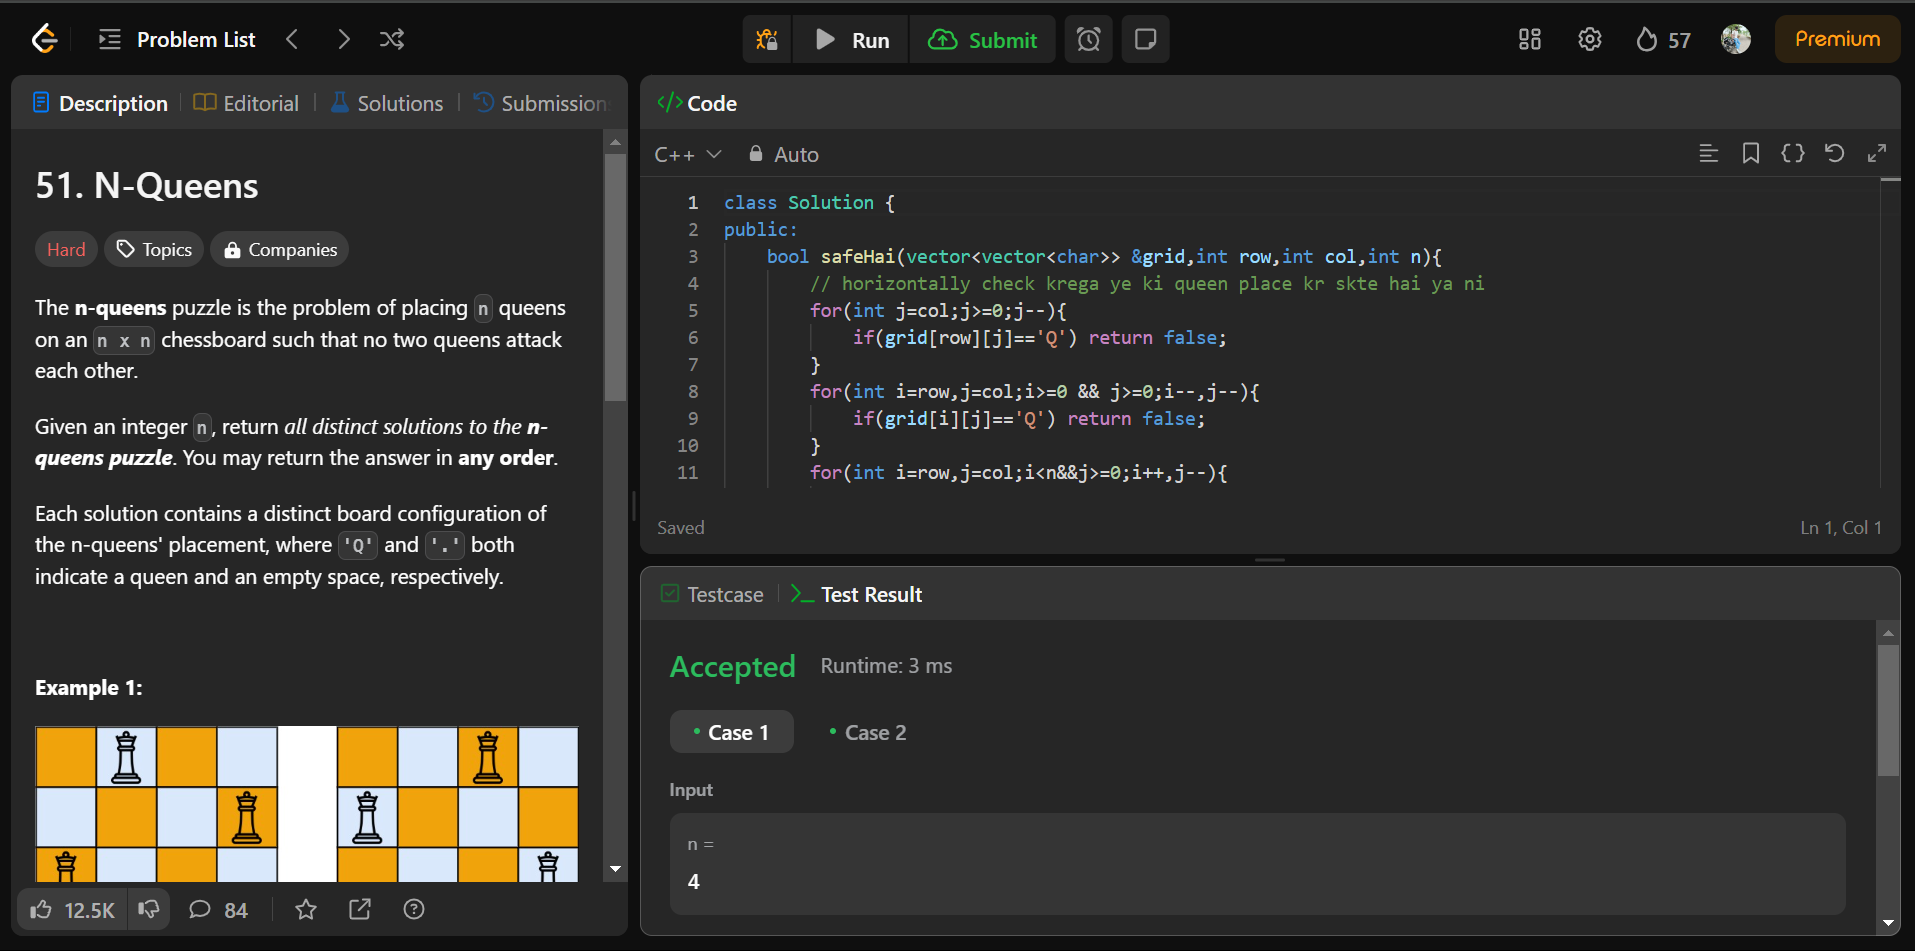 Problem List
Run
Submit
57
Premium
Description
Editorial
Solutions
Submission
51. N-Queens
Hard
Topics
Companies
The n-queens puzzle is the problem of placing n queens
on an n x n chessboard such that no two queens attack
each other.
Given an integer n, return all distinct solutions to the n-
queens puzzle. You may return the answer in any order.
Each solution contains a distinct board configuration of
the n-queens' placement, where 'Q' and '.' both
indicate a queen and an empty space, respectively.
Example 1:
12.5K
84
</> Code
C++
Auto
1 class Solution {
2 public:
3 bool safeHai(vector<vector<char>> &grid,int row,int col,int n){
4 // horizontally check krega ye ki queen place kr skte hai ya ni
5 for(int j=col;j>=0;j--){
6 if(grid[row][j]=='Q') return false;
7 }
8 for(int i=row,j=col;i>=0 && j>=0;i--,j--){
9 if(grid[i][j]=='Q') return false;
10 }
11 for(int i=row,j=col;i<n&&j>=0;i++,j--){
Saved
Ln 1, Col 1
Testcase
Test Result
Accepted
Runtime: 3 ms
Case 1
Case 2
Input
n =
4